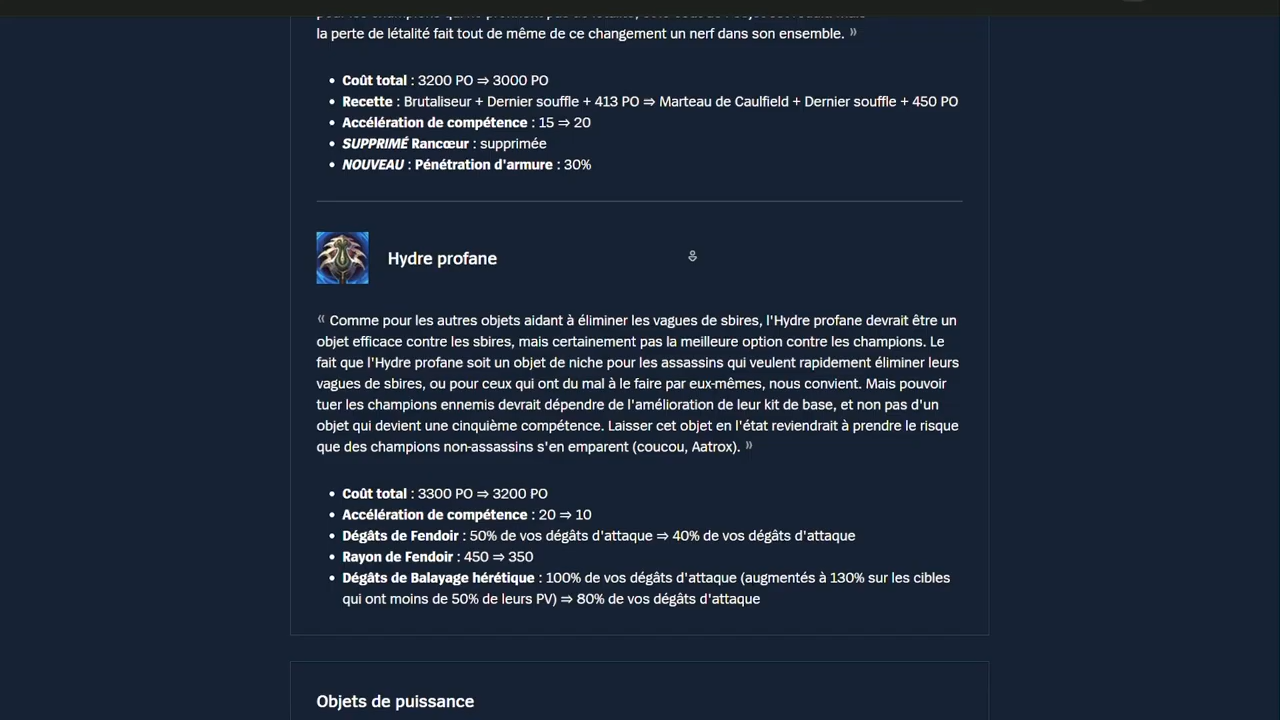 la perte de létalité fait tout de même de ce changement un nerf dans son ensemble. »
• Coût total : 3200 PO ⇒ 3000 PO
• Recette : Brutaliseur + Dernier souffle + 413 PO ⇒ Marteau de Caulfield + Dernier souffle + 450 PO
• Accélération de compétence : 15 ⇒ 20
• SUPPRIMÉ Rancœur : supprimée
• NOUVEAU : Pénétration d'armure : 30%
Hydre profane
« Comme pour les autres objets aidant à éliminer les vagues de sbires, l'Hydre profane devrait être un
objet efficace contre les sbires, mais certainement pas la meilleure option contre les champions. Le
fait que l'Hydre profane soit un objet de niche pour les assassins qui veulent rapidement éliminer leurs
vagues de sbires, ou pour ceux qui ont du mal à le faire par eux-mêmes, nous convient. Mais pouvoir
tuer les champions ennemis devrait dépendre de l'amélioration de leur kit de base, et non pas d'un
objet qui devient une cinquième compétence. Laisser cet objet en l'état reviendrait à prendre le risque
que des champions non-assassins s'en emparent (coucou, Aatrox). »
• Coût total : 3300 PO ⇒ 3200 PO
• Accélération de compétence : 20 ⇒ 10
• Dégâts de Fendoir : 50% de vos dégâts d'attaque ⇒ 40% de vos dégâts d'attaque
• Rayon de Fendoir : 450 ⇒ 350
• Dégâts de Balayage hérétique : 100% de vos dégâts d'attaque (augmentés à 130% sur les cibles
qui ont moins de 50% de leurs PV) ⇒ 80% de vos dégâts d'attaque
Objets de puissance